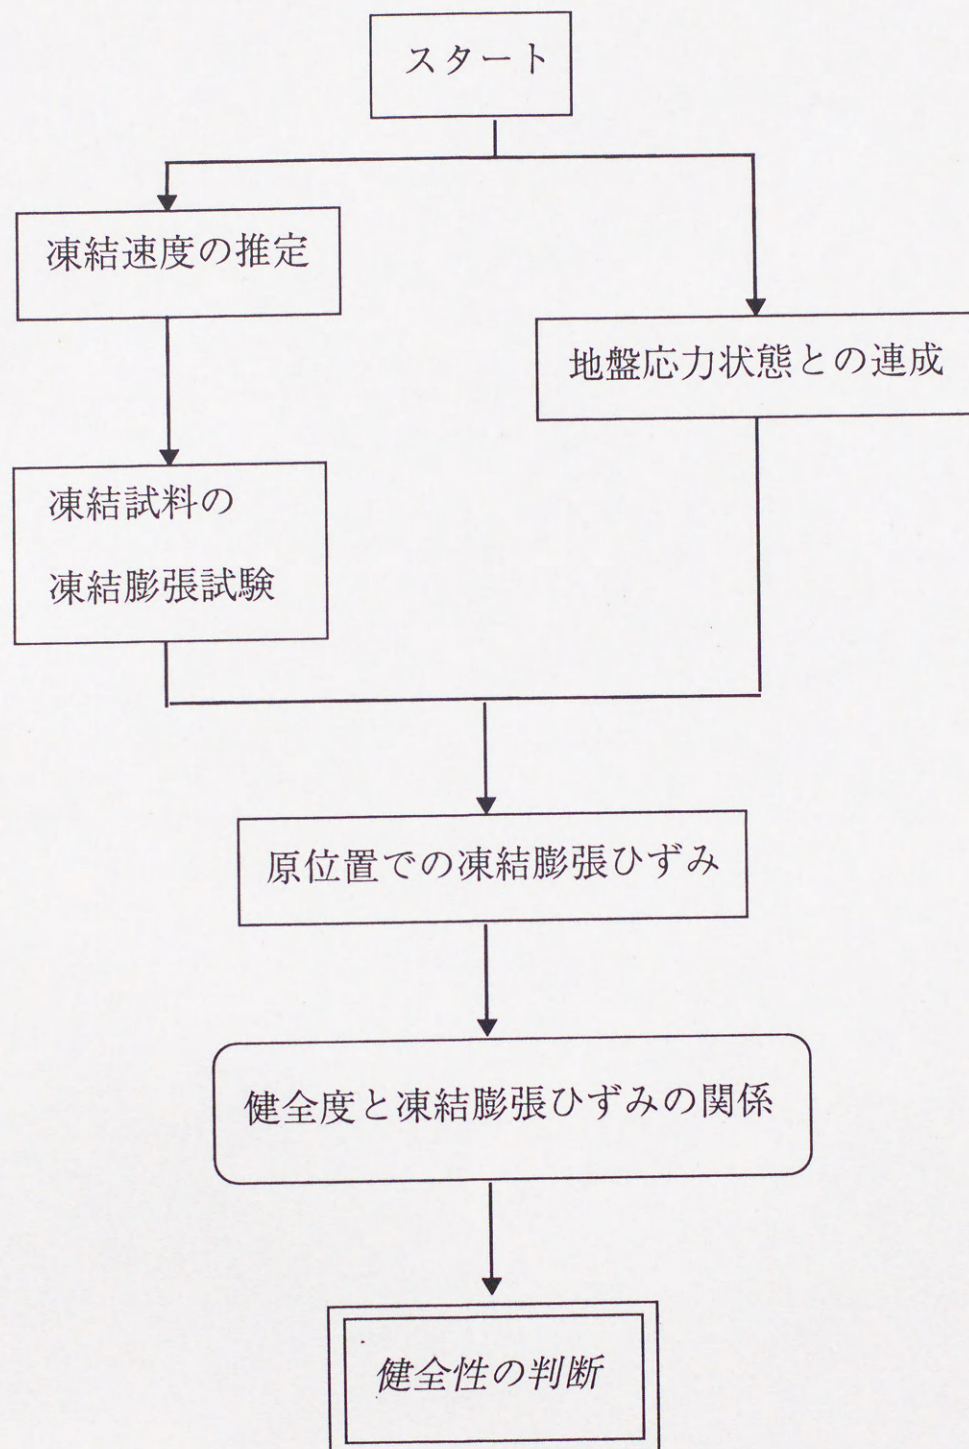 スタート
凍結速度の推定
地盤応力状態との連成
凍結試料の
凍結膨張試験
原位置での凍結膨張ひずみ
健全度と凍結膨張ひずみの関係
健全性の判断